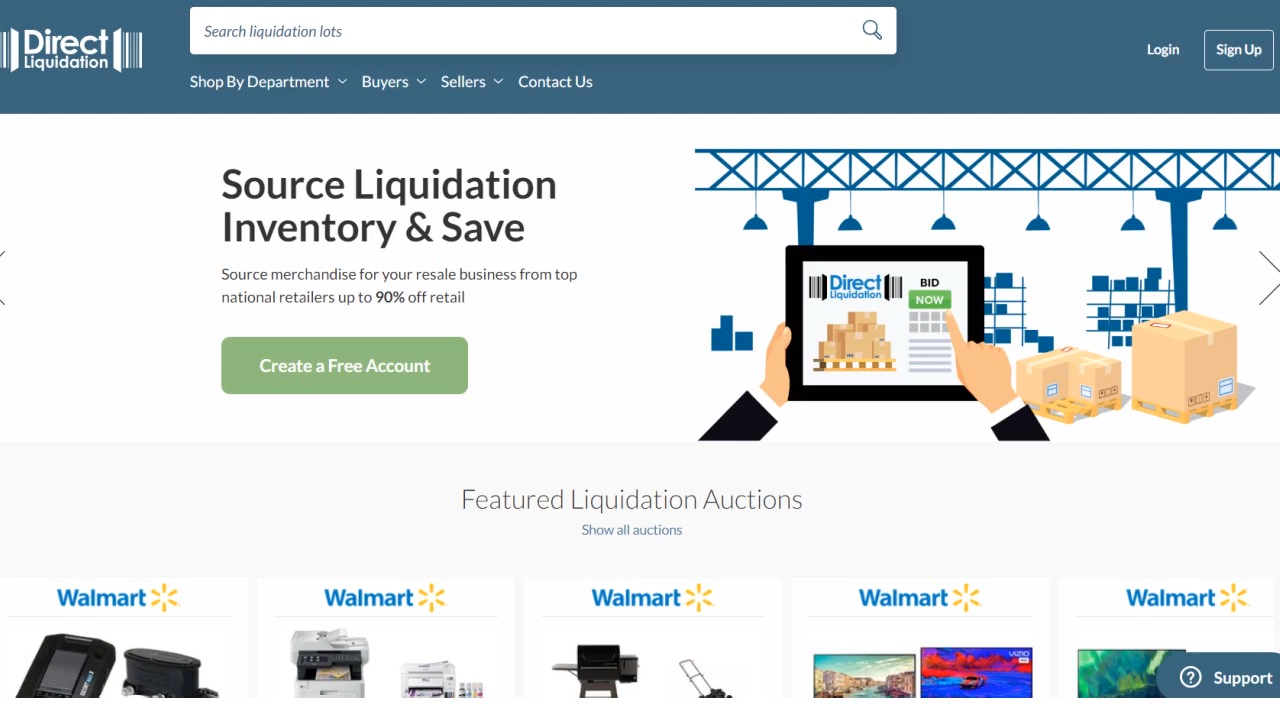 Direct
Liquidation
Search liquidation lots
Login
Sign Up
Shop By Department
Buyers
Sellers
Contact Us
Source Liquidation
Inventory & Save
Source merchandise for your resale business from top
national retailers up to 90% off retail
Create a Free Account
Direct
Liquidation
BID
NOW
Featured Liquidation Auctions
Show all auctions
Walmart
Walmart
Walmart
Walmart
Walmart
VIZIO
Support